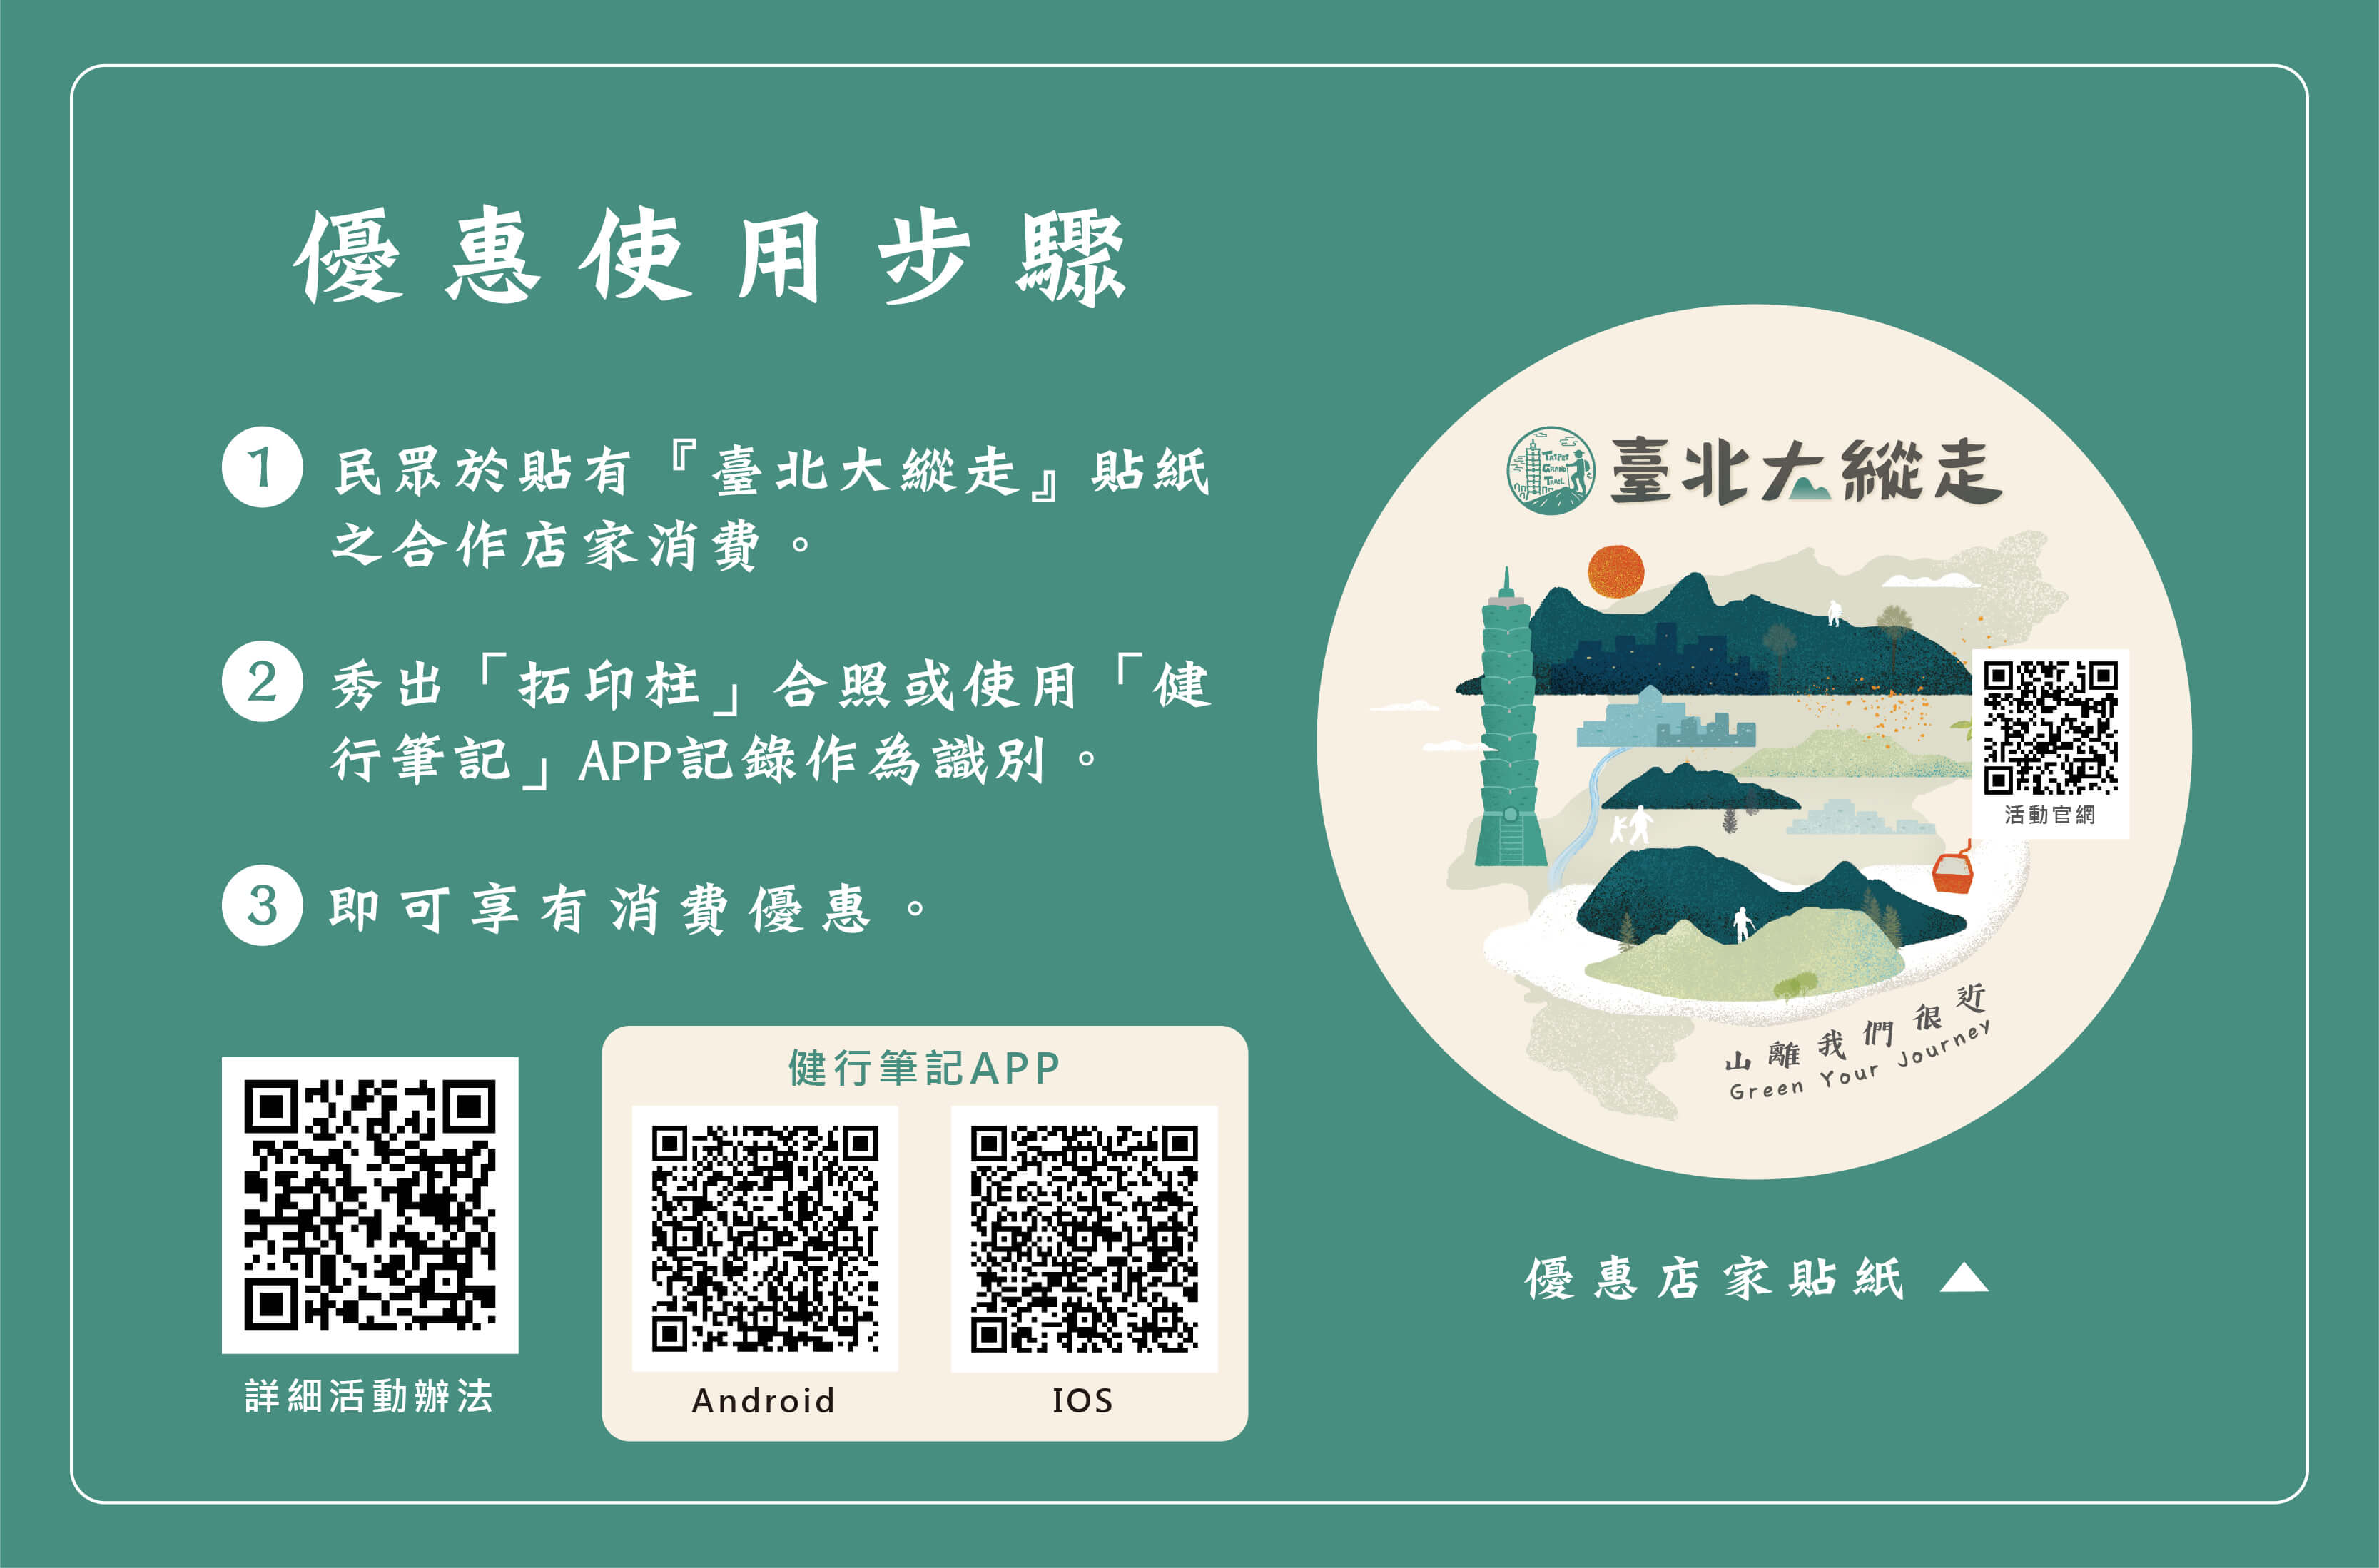 優惠使用步驟
1 民眾於貼有『臺北大縱走』貼紙
之合作店家消費。
2 秀出「拓印柱」合照或使用「健
行筆記」APP記錄作為識別。
3 即可享有消費優惠。
詳細活動辦法
健行筆記APP
Android
IOS
TAIPEI
GRAND
TRAIL
臺北大縱走
活動官網
山離我們很近
Green Your Journey
優惠店家貼紙